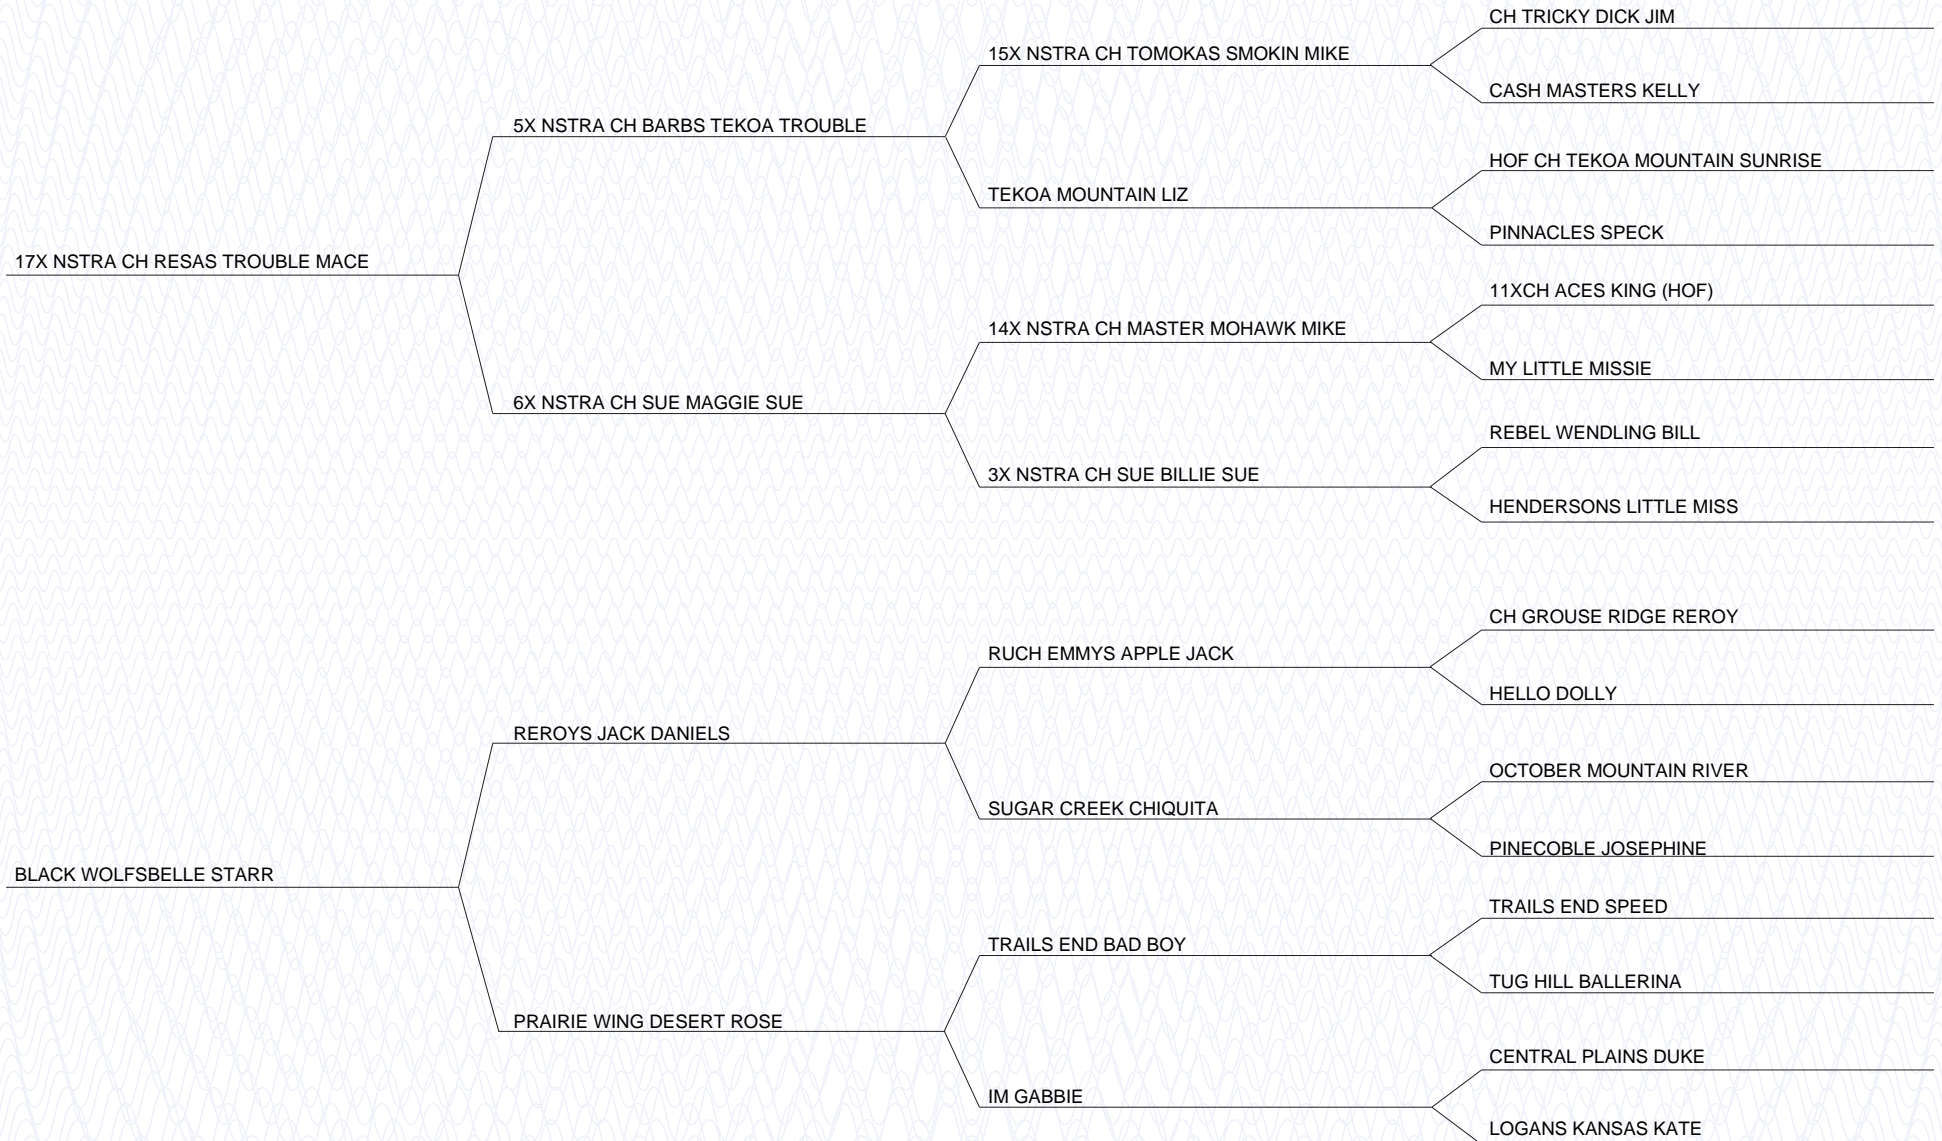 CH TRICKY DICK JIM
15X NSTRA CH TOMOKAS SMOKIN MIKE
CASH MASTERS KELLY
5X NSTRA CH BARBS TEKOA TROUBLE
HOF CH TEKOA MOUNTAIN SUNRISE
TEKOA MOUNTAIN LIZ
PINNACLES SPECK
17X NSTRA CH RESAS TROUBLE MACE
11XCH ACES KING (HOF)
14X NSTRA CH MASTER MOHAWK MIKE
MY LITTLE MISSIE
6X NSTRA CH SUE MAGGIE SUE
REBEL WENDLING BILL
3X NSTRA CH SUE BILLIE SUE
HENDERSONS LITTLE MISS
CH GROUSE RIDGE REROY
RUCH EMMYS APPLE JACK
HELLO DOLLY
REROYS JACK DANIELS
OCTOBER MOUNTAIN RIVER
SUGAR CREEK CHIQUITA
PINECOBLE JOSEPHINE
BLACK WOLFSBELLE STARR
TRAILS END SPEED
TRAILS END BAD BOY
TUG HILL BALLERINA
PRAIRIE WING DESERT ROSE
CENTRAL PLAINS DUKE
IM GABBIE
LOGANS KANSAS KATE